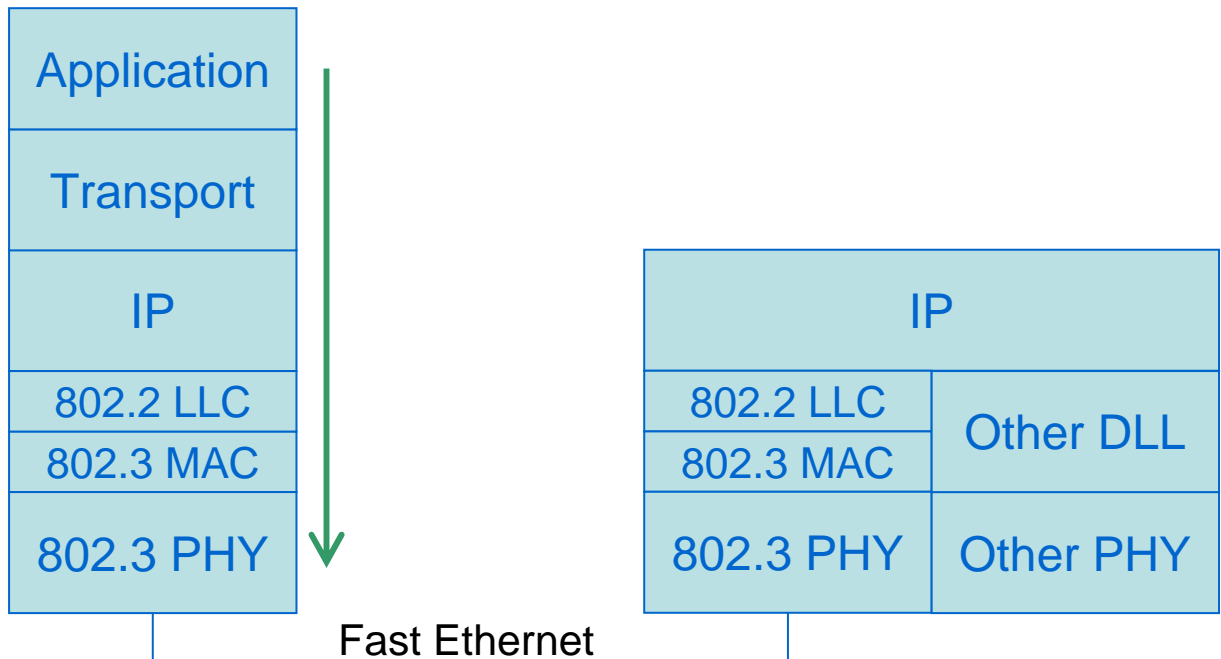 Application
Transport
IP
802.2 LLC
802.3 MAC
802.3 PHY
Fast Ethernet
IP
802.2 LLC
802.3 MAC
Other DLL
802.3 PHY
Other PHY